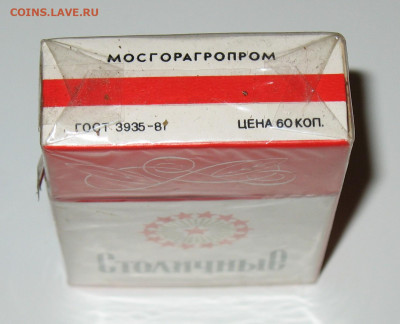 COINS.LAVE.RU
МОСГОРАГРОПРОМ
ГОСТ 3935-81 ЦЕНА 60 КОП.
Столичные